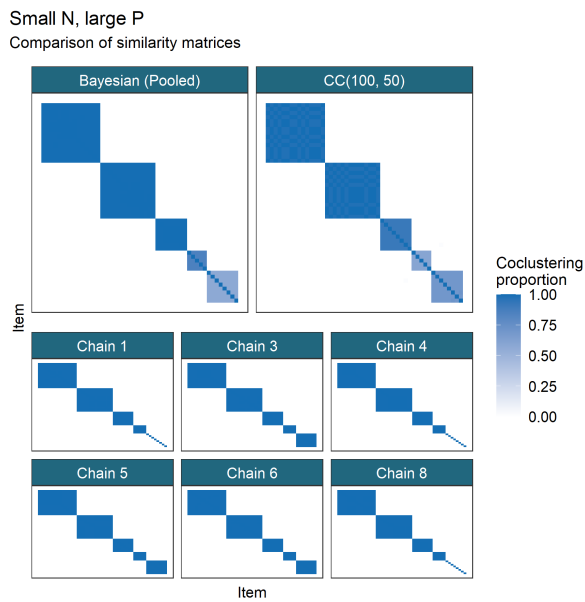 Small N, large P
Comparison of similarity matrices
Bayesian (Pooled)
CC(100, 50)
Item
Chain 1
Chain 3
Chain 4
Chain 5
Chain 6
Chain 8
Item
Coclustering
proportion
1.00
0.75
0.50
0.25
0.00